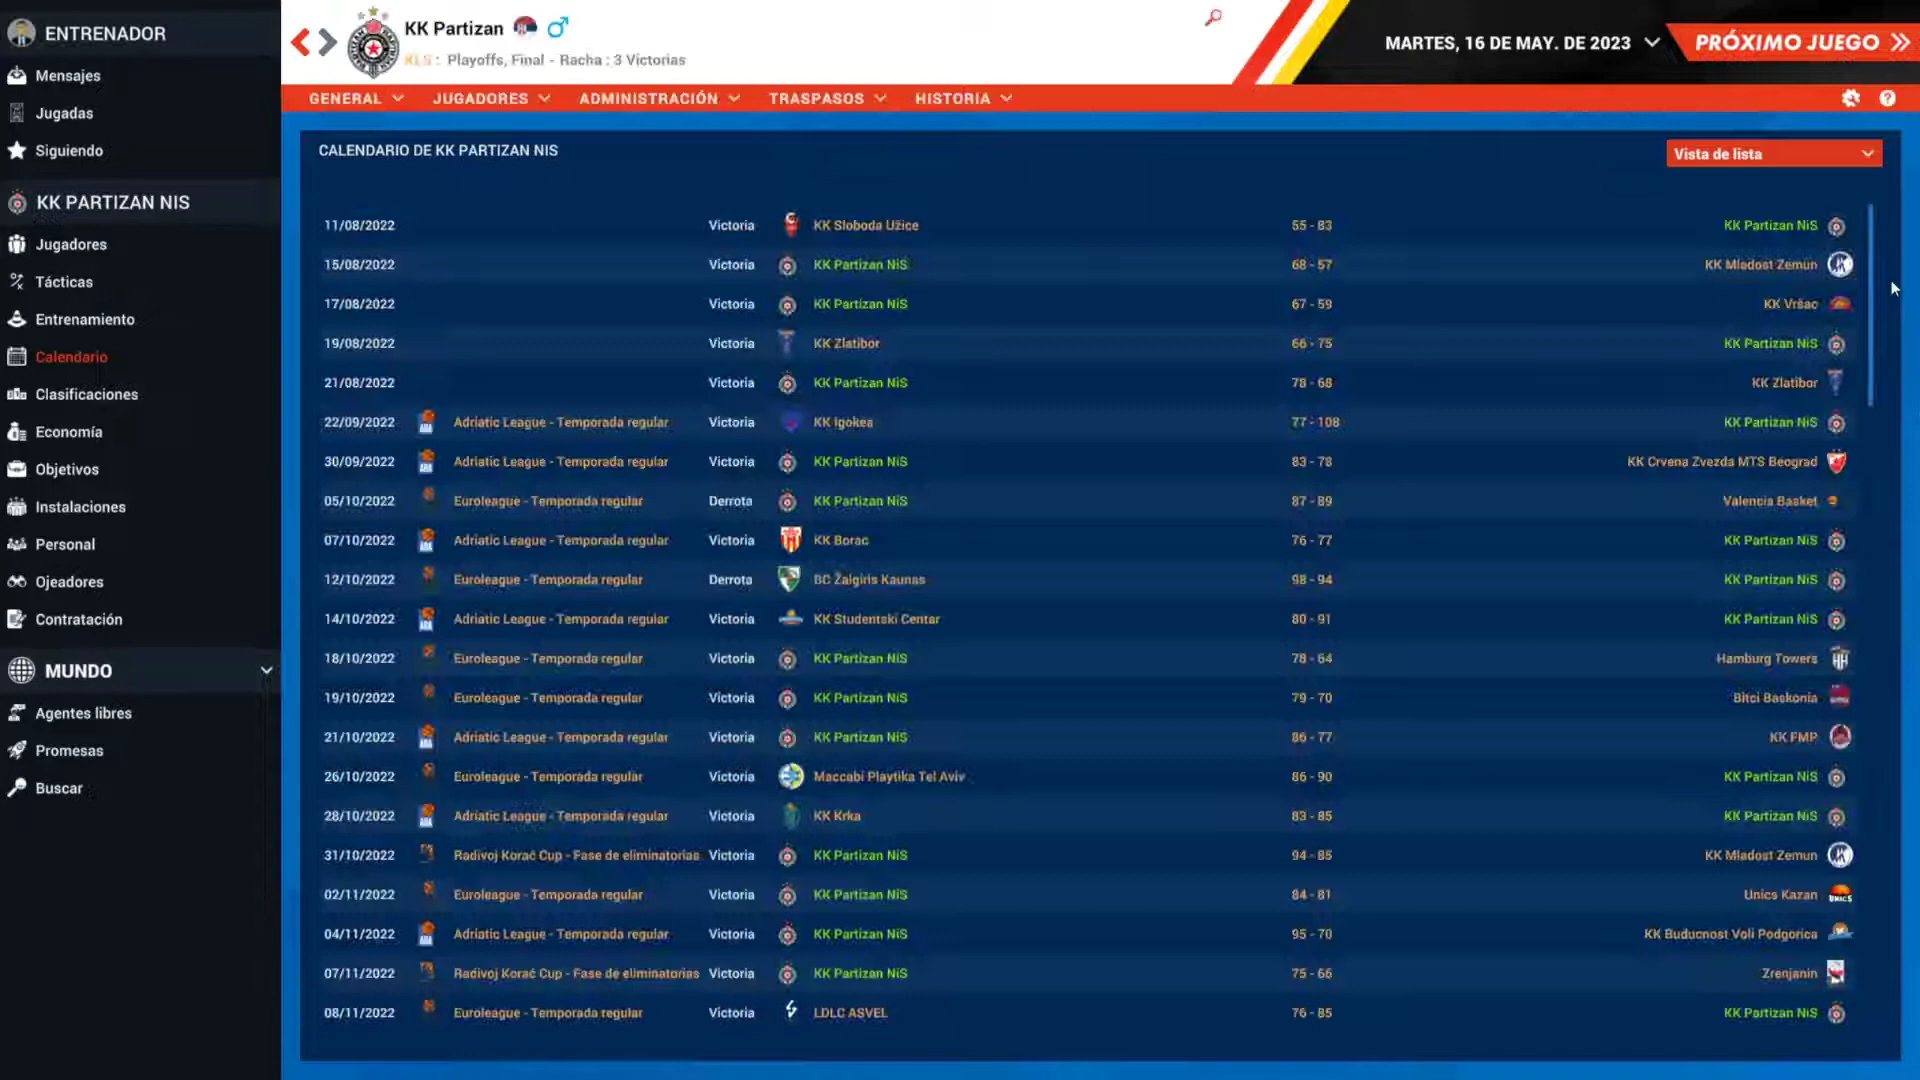 ENTRENADOR
Mensajes
Jugadas
Siguiendo
KK PARTIZAN NIS
Jugadores
Tácticas
Entrenamiento
Calendario
Clasificaciones
Economía
Objetivos
Instalaciones
Personal
Ojeadores
Contratación
MUNDO
Agentes libres
Promesas
Buscar
KK Partizan
KLS : Playoffs, Final - Racha : 3 Victorias
MARTES, 16 DE MAY. DE 2023
PRÓXIMO JUEGO
GENERAL JUGADORES ADMINISTRACIÓN TRASPASOS HISTORIA
CALENDARIO DE KK PARTIZAN NIS
Vista de lista
11/08/2022 Victoria KK Sloboda Užice 55 - 83 KK Partizan NiS
15/08/2022 Victoria KK Partizan NiS 68 - 57 KK Mladost Zemun
17/08/2022 Victoria KK Partizan NiS 67 - 59 KK Vršac
19/08/2022 Victoria KK Zlatibor 66 - 75 KK Partizan NiS
21/08/2022 Victoria KK Partizan NiS 78 - 68 KK Zlatibor
22/09/2022 Adriatic League - Temporada regular Victoria KK Igokea 77 - 108 KK Partizan NiS
30/09/2022 Adriatic League - Temporada regular Victoria KK Partizan NiS 83 - 78 KK Crvena Zvezda MTS Beograd
05/10/2022 Euroleague - Temporada regular Derrota KK Partizan NiS 87 - 89 Valencia Basket
07/10/2022 Adriatic League - Temporada regular Victoria KK Borac 76 - 77 KK Partizan NiS
12/10/2022 Euroleague - Temporada regular Derrota BC Žalgiris Kaunas 98 - 94 KK Partizan NiS
14/10/2022 Adriatic League - Temporada regular Victoria KK Studentski Centar 80 - 91 KK Partizan NiS
18/10/2022 Euroleague - Temporada regular Victoria KK Partizan NiS 78 - 64 Hamburg Towers
19/10/2022 Euroleague - Temporada regular Victoria KK Partizan NiS 79 - 70 Bitci Baskonia
21/10/2022 Adriatic League - Temporada regular Victoria KK Partizan NiS 86 - 77 KK FMP
26/10/2022 Euroleague - Temporada regular Victoria Maccabi Playtika Tel Aviv 86 - 90 KK Partizan NiS
28/10/2022 Adriatic League - Temporada regular Victoria KK Krka 83 - 85 KK Partizan NiS
31/10/2022 Radivoj Korać Cup - Fase de eliminatorias Victoria KK Partizan NiS 94 - 85 KK Mladost Zemun
02/11/2022 Euroleague - Temporada regular Victoria KK Partizan NiS 84 - 81 Unics Kazan
04/11/2022 Adriatic League - Temporada regular Victoria KK Partizan NiS 95 - 70 KK Buducnost Voli Podgorica
07/11/2022 Radivoj Korać Cup - Fase de eliminatorias Victoria KK Partizan NiS 75 - 66 Zrenjanin
08/11/2022 Euroleague - Temporada regular Victoria LDLC ASVEL 76 - 85 KK Partizan NiS